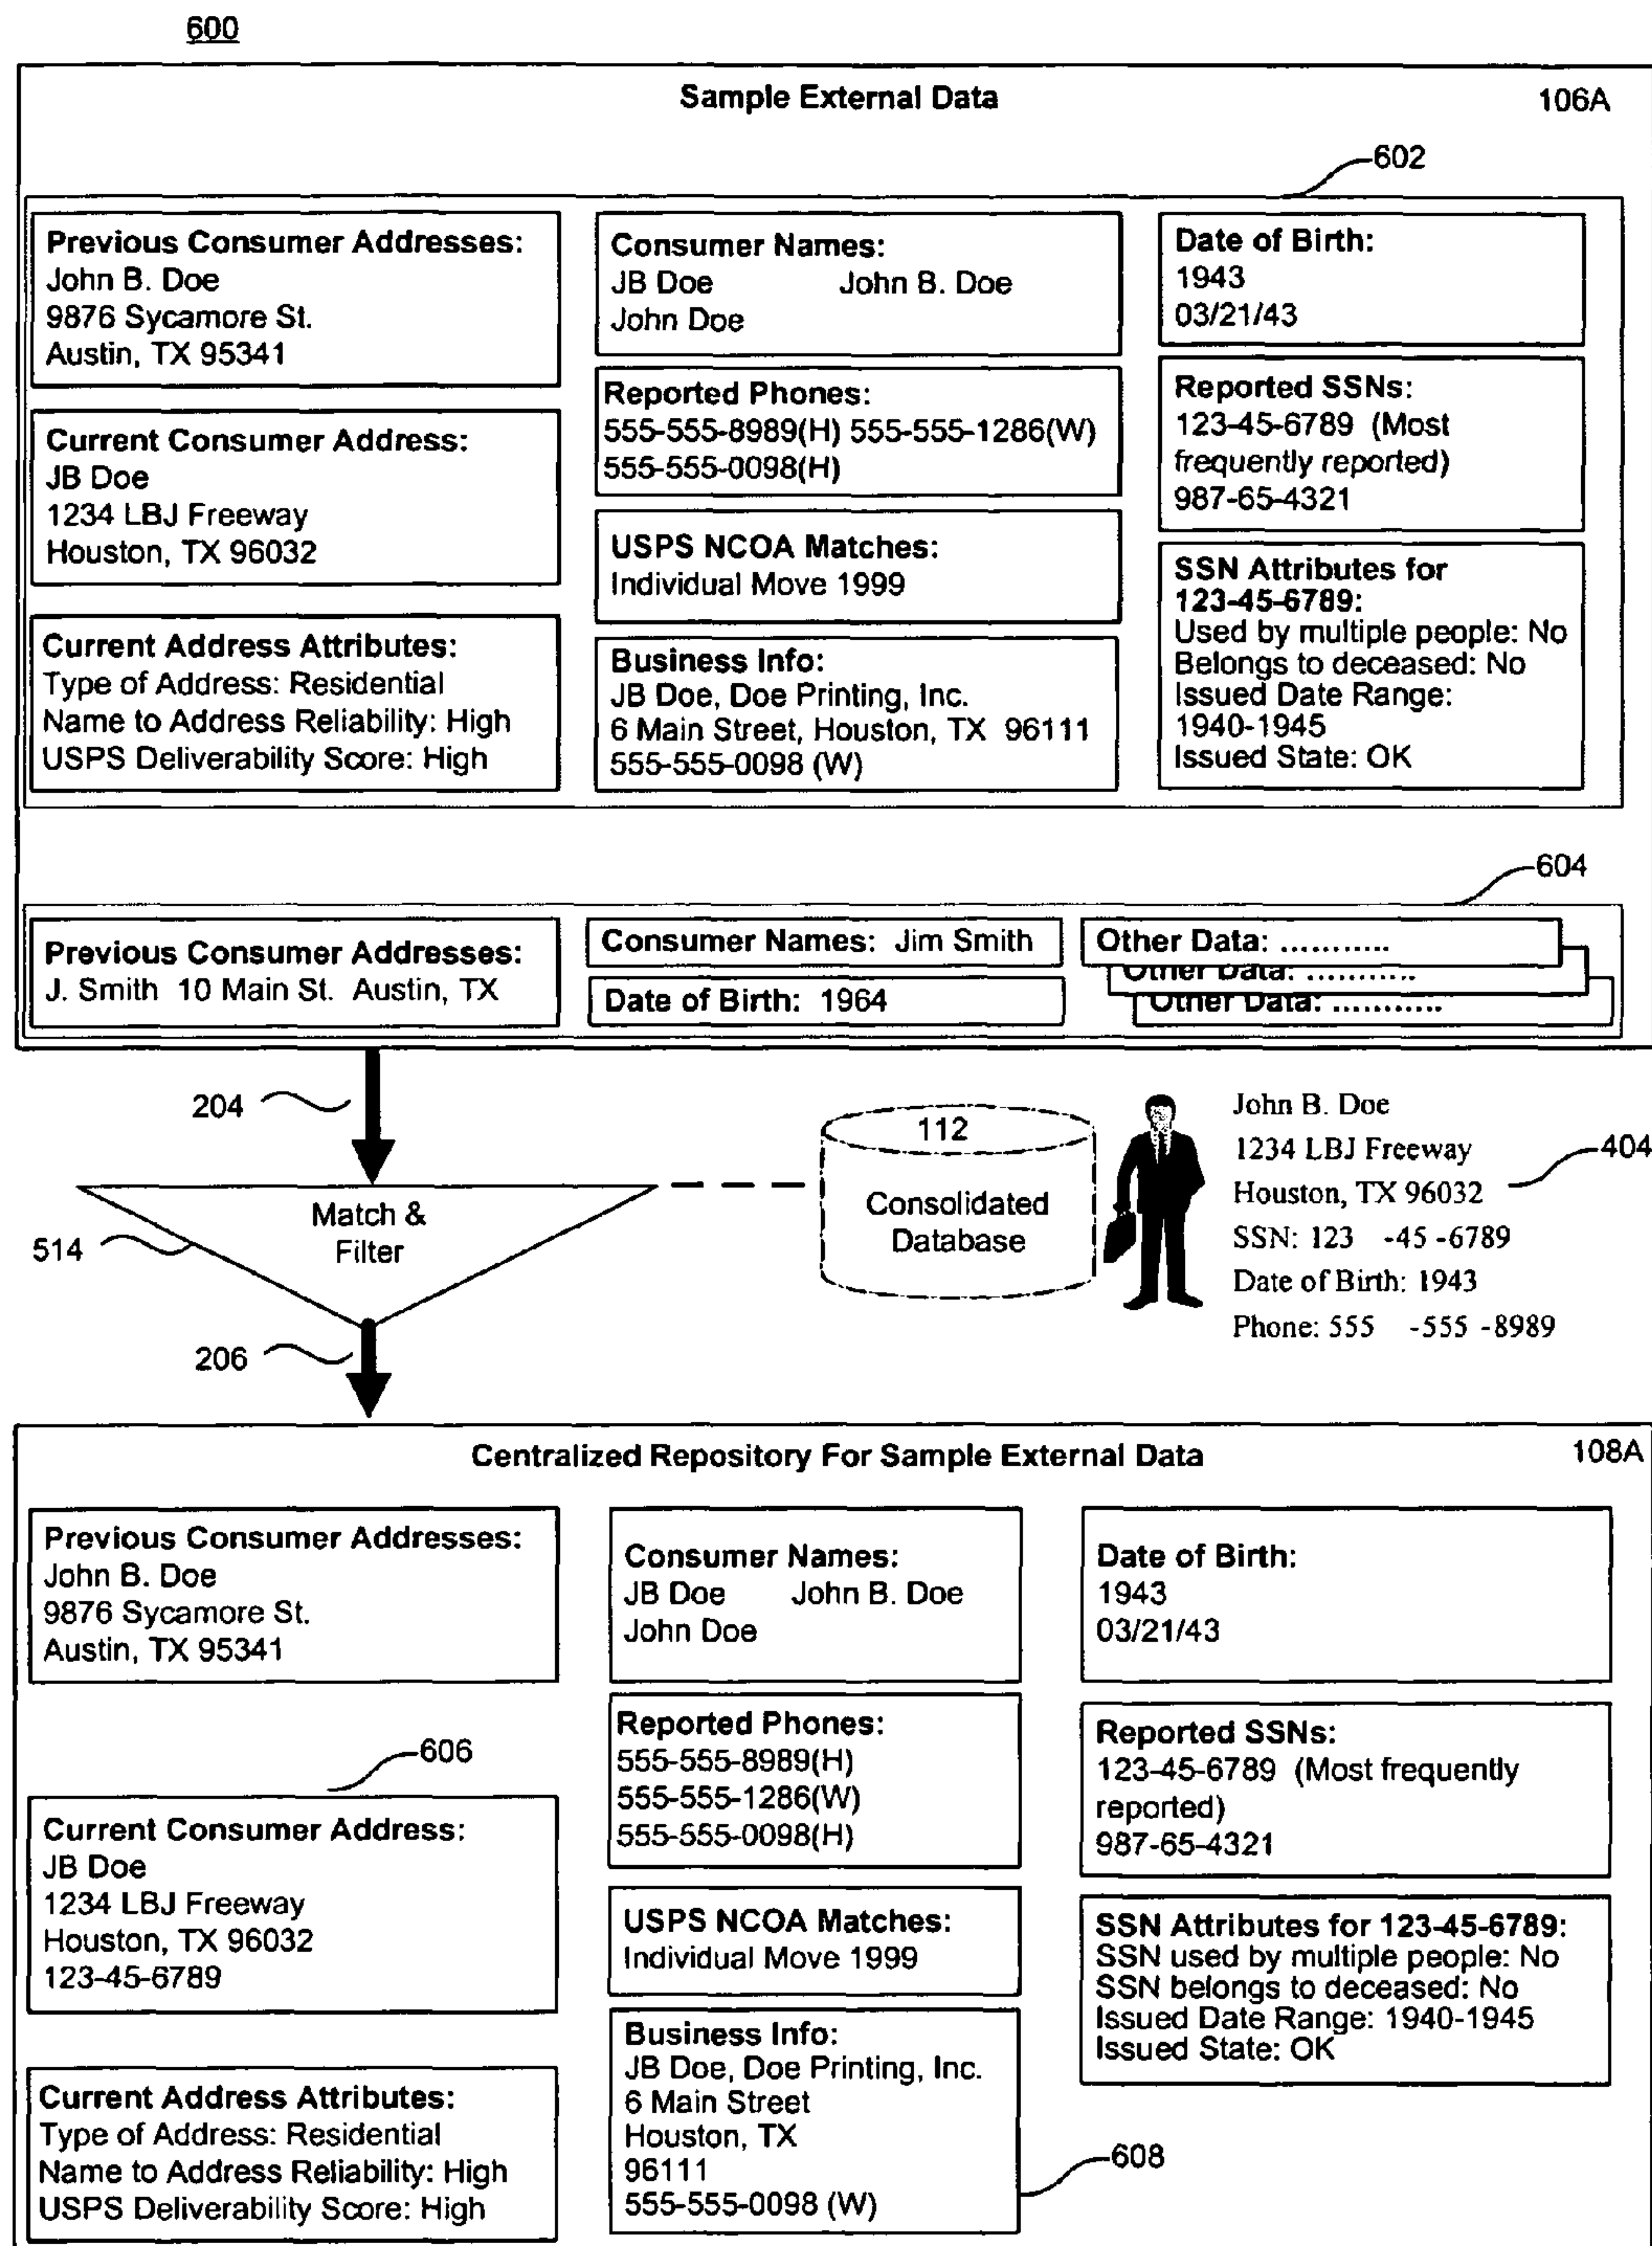 600
Sample External Data
106A
602
Previous Consumer Addresses:
John B. Doe
9876 Sycamore St.
Austin, TX 95341
Current Consumer Address:
JB Doe
1234 LBJ Freeway
Houston, TX 96032
Current Address Attributes:
Type of Address: Residential
Name to Address Reliability: High
USPS Deliverability Score: High
Consumer Names:
JB Doe John B. Doe
John Doe
Reported Phones:
555-555-8989(H) 555-555-1286(W)
555-555-0098(H)
USPS NCOA Matches:
Individual Move 1999
Business Info:
JB Doe, Doe Printing, Inc.
6 Main Street, Houston, TX 96111
555-555-0098 (W)
Date of Birth:
1943
03/21/43
Reported SSNs:
123-45-6789 (Most
frequently reported)
987-65-4321
SSN Attributes for
123-45-6789:
Used by multiple people: No
Belongs to deceased: No
Issued Date Range:
1940-1945
Issued State: OK
604
Previous Consumer Addresses:
J. Smith 10 Main St. Austin, TX
Consumer Names: Jim Smith
Date of Birth: 1964
Other Data: ...........
Other Data: ...........
Other Data: ...........
204
514
Match &
Filter
206
112
Consolidated
Database
John B. Doe
1234 LBJ Freeway
Houston, TX 96032
SSN: 123 -45 -6789
Date of Birth: 1943
Phone: 555 -555 -8989
404
Centralized Repository For Sample External Data
108A
Previous Consumer Addresses:
John B. Doe
9876 Sycamore St.
Austin, TX 95341
606
Current Consumer Address:
JB Doe
1234 LBJ Freeway
Houston, TX 96032
123-45-6789
Current Address Attributes:
Type of Address: Residential
Name to Address Reliability: High
USPS Deliverability Score: High
Consumer Names:
JB Doe John B. Doe
John Doe
Reported Phones:
555-555-8989(H)
555-555-1286(W)
555-555-0098(H)
USPS NCOA Matches:
Individual Move 1999
Business Info:
JB Doe, Doe Printing, Inc.
6 Main Street
Houston, TX
96111
555-555-0098 (W)
608
Date of Birth:
1943
03/21/43
Reported SSNs:
123-45-6789 (Most frequently
reported)
987-65-4321
SSN Attributes for 123-45-6789:
SSN used by multiple people: No
SSN belongs to deceased: No
Issued Date Range: 1940-1945
Issued State: OK